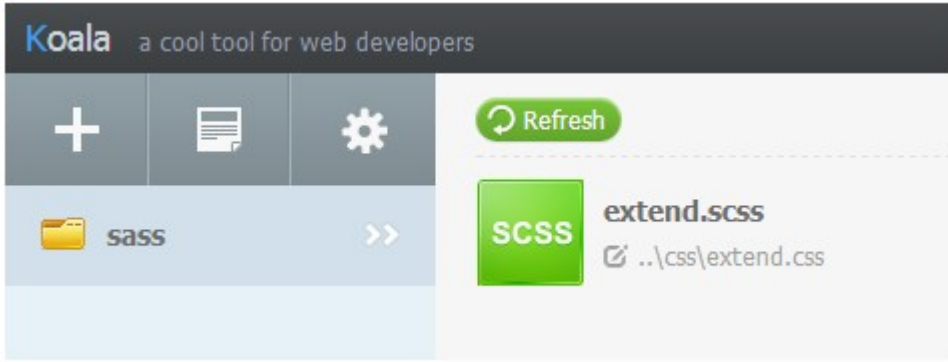 Koala a cool tool for web developers
Refresh
sass
SCSS
extend.scss
..\css\extend.css